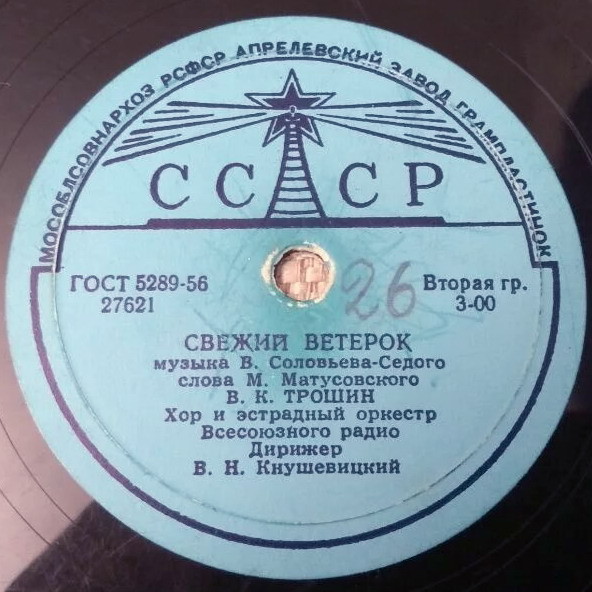 МОСОБЛСОВНАРХОЗ РСФСР АПРЕЛЕВСКИЙ ЗАВОД ГРАМПЛАСТИНОК
СССР
ГОСТ 5289-56
27621
26
Вторая гр.
3-00
СВЕЖИЙ ВЕТЕРОК
музыка В. Соловьева-Седого
слова М. Матусовского
В. К. ТРОШИН
Хор и эстрадный оркестр
Всесоюзного радио
Дирижер
В. Н. Кнушевицкий